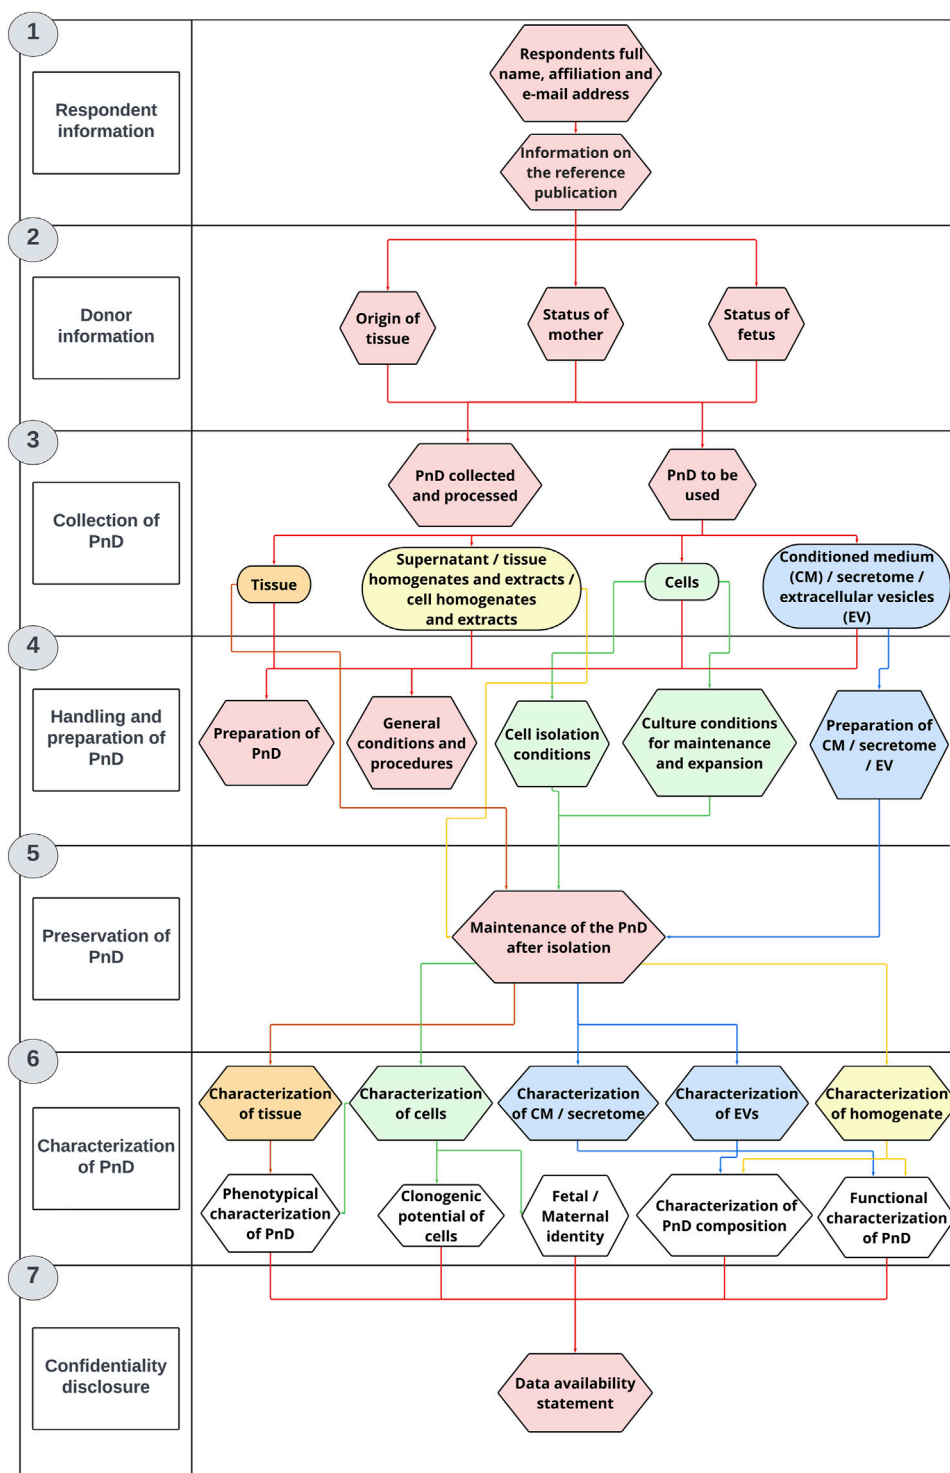 1
Respondent
information
Respondents full
name, affiliation and
e-mail address
Information on
the reference
publication
2
Donor
information
Origin of
tissue
Status of
mother
Status of
fetus
3
Collection of
PnD
PnD collected
and processed
PnD to be
used
Tissue
Supernatant / tissue
homogenates and extracts /
cell homogenates
and extracts
Cells
Conditioned medium
(CM) / secretome /
extracellular vesicles
(EV)
4
Handling and
preparation of
PnD
Preparation of
PnD
General
conditions and
procedures
Cell isolation
conditions
Culture conditions
for maintenance
and expansion
Preparation of
CM / secretome
/ EV
5
Preservation of
PnD
Maintenance of the PnD
after isolation
6
Characterization
of PnD
Characterization
of tissue
Characterization
of cells
Characterization
of CM / secretome
Characterization
of EVs
Characterization
of homogenate
Phenotypical
characterization
of PnD
Clonogenic
potential of
cells
Fetal /
Maternal
identity
Characterization of
PnD composition
Functional
characterization
of PnD
7
Confidentiality
disclosure
Data availability
statement